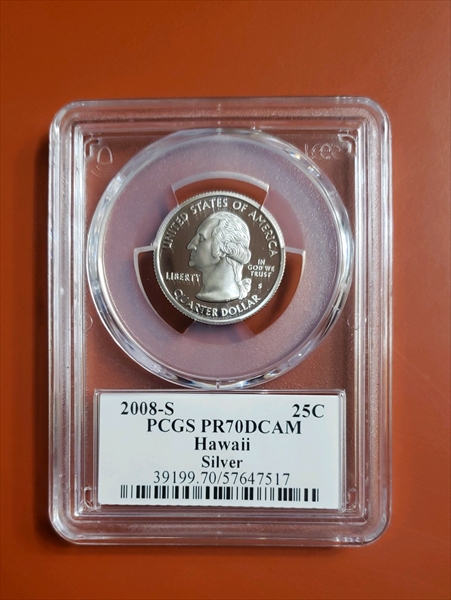 UNITED STATES OF AMERICA
LIBERTY
IN
GOD WE
TRUST
S
QUARTER DOLLAR
2008-S 25C
PCGS PR70DCAM
Hawaii
Silver
39199.70/57647517